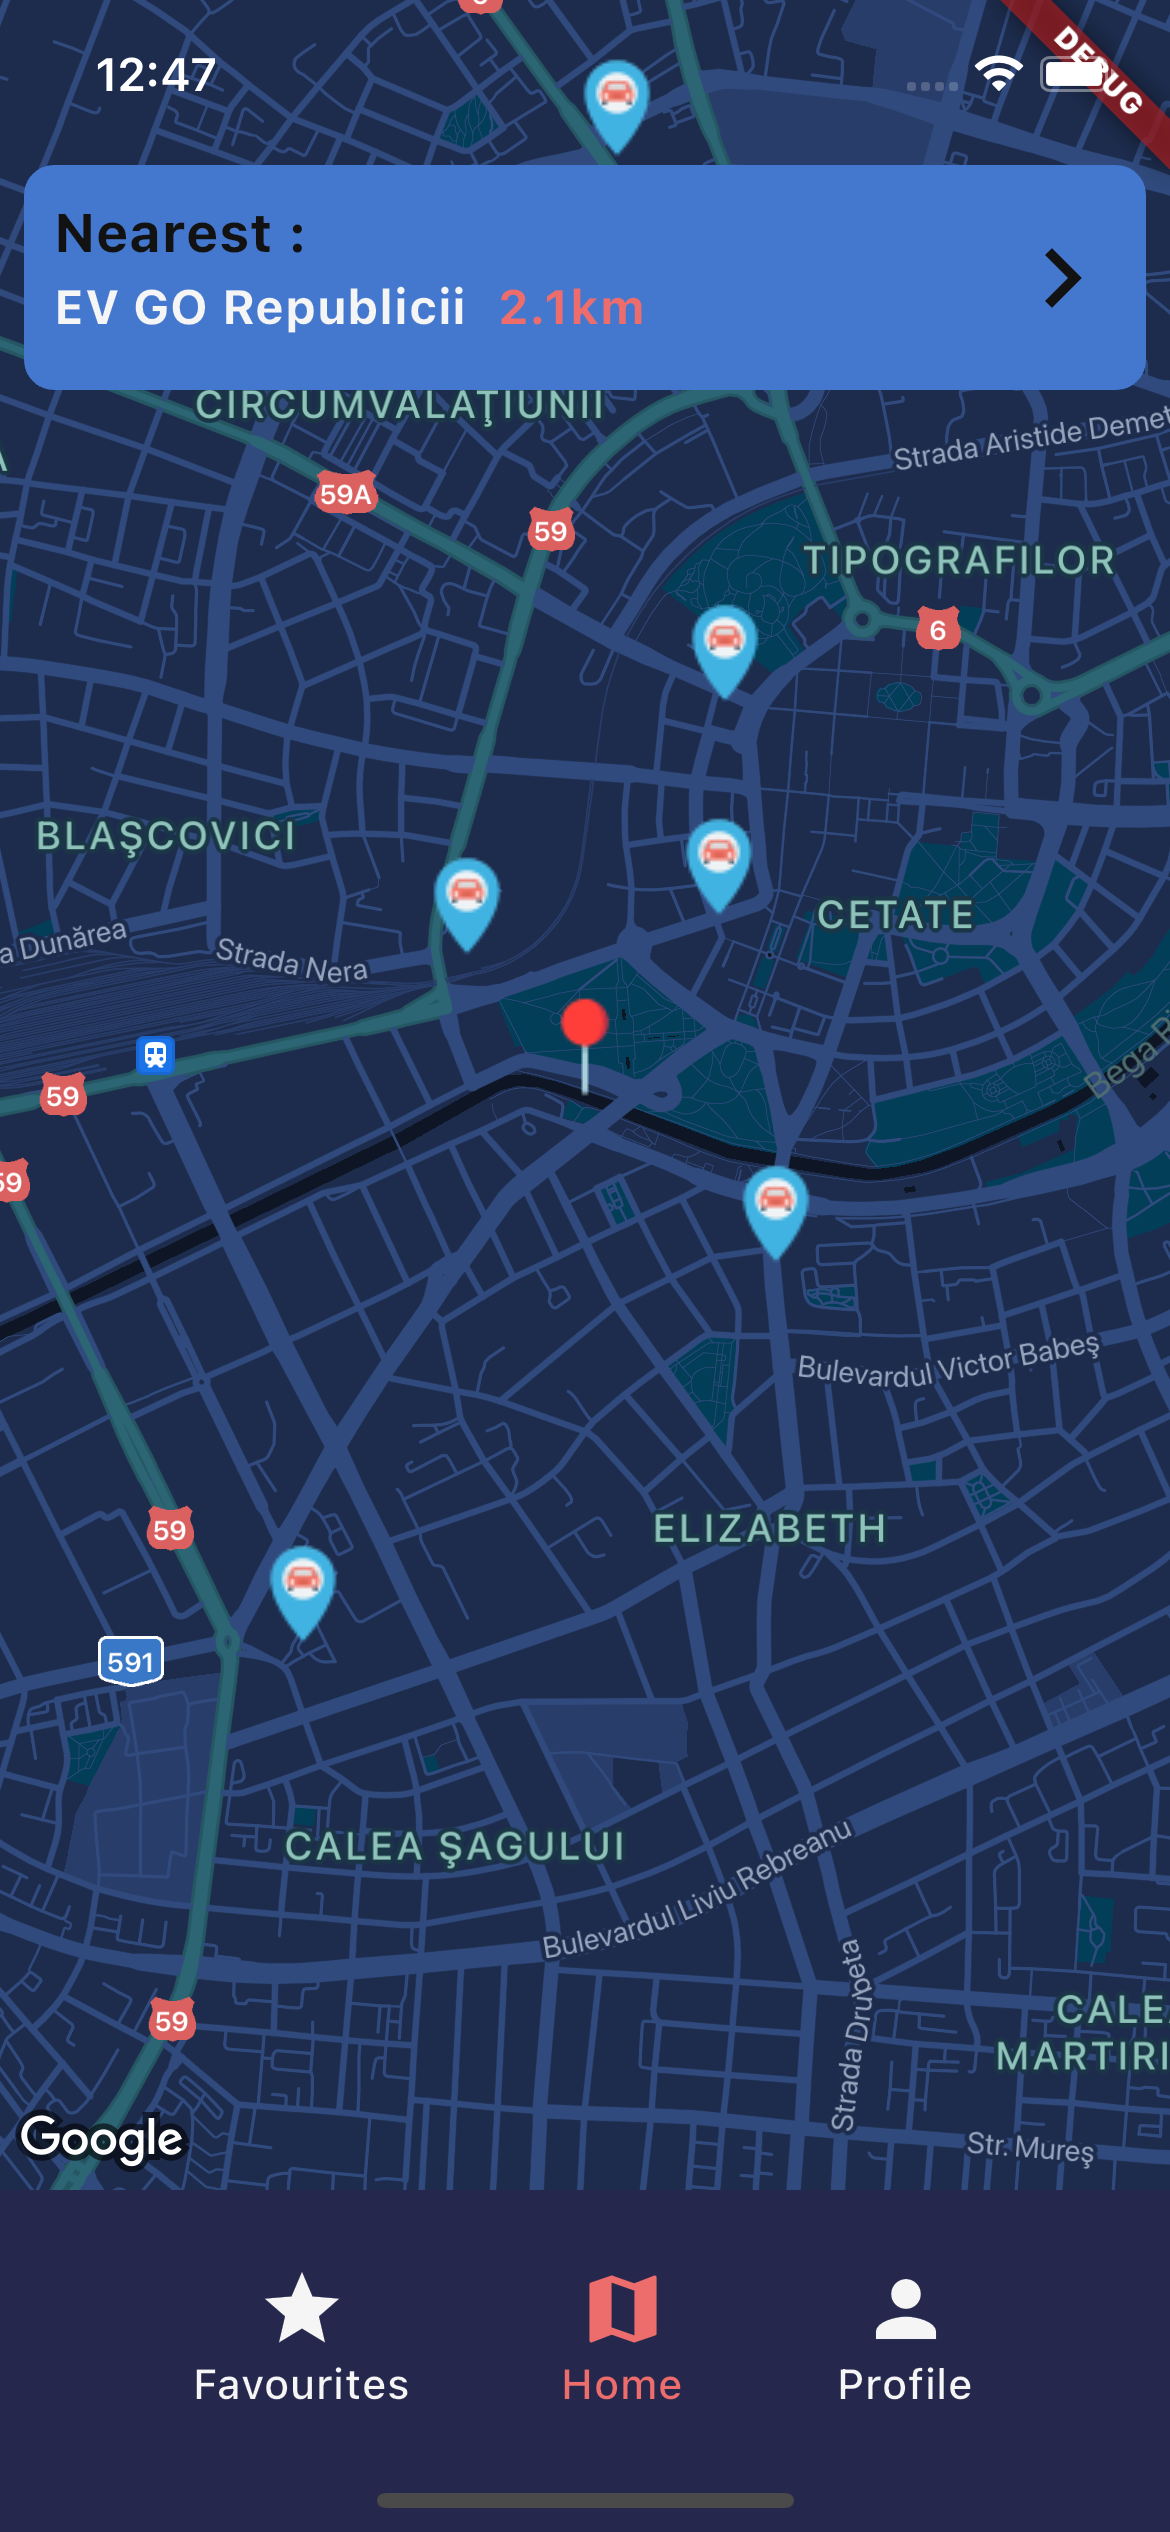 12:47
DEBUG
Nearest :
EV GO Republicii 2.1km
CIRCUMVALAŢIUNII
Strada Aristide Demet
59A
59
TIPOGRAFILOR
6
BLAŞCOVICI
CETATE
a Dunărea
Strada Nera
Bega Ri
59
59
Bulevardul Victor Babeş
59
ELIZABETH
591
CALEA ŞAGULUI
Bulevardul Liviu Rebreanu
Strada Drubeta
59
CALEA
MARTIRI
Google
Str. Mureş
Favourites
Home
Profile